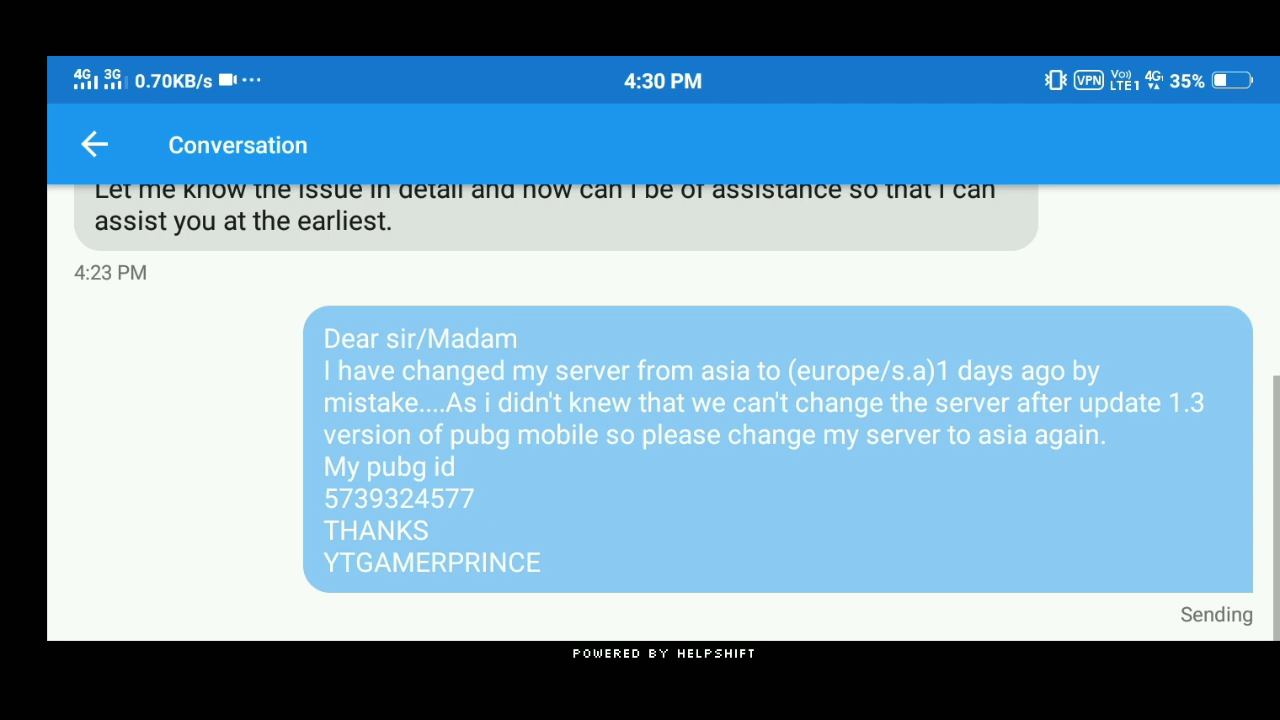 4G 3G 0.70KB/s ... 4:30 PM VPN Vo)) LTE1 4G 35%
Conversation
Let me know the issue in detail and how can I be of assistance so that I can
assist you at the earliest.
4:23 PM
Dear sir/Madam
I have changed my server from asia to (europe/s.a)1 days ago by
mistake....As i didn't knew that we can't change the server after update 1.3
version of pubg mobile so please change my server to asia again.
My pubg id
5739324577
THANKS
YTGAMERPRINCE
Sending
POWERED BY HELPSHIFT